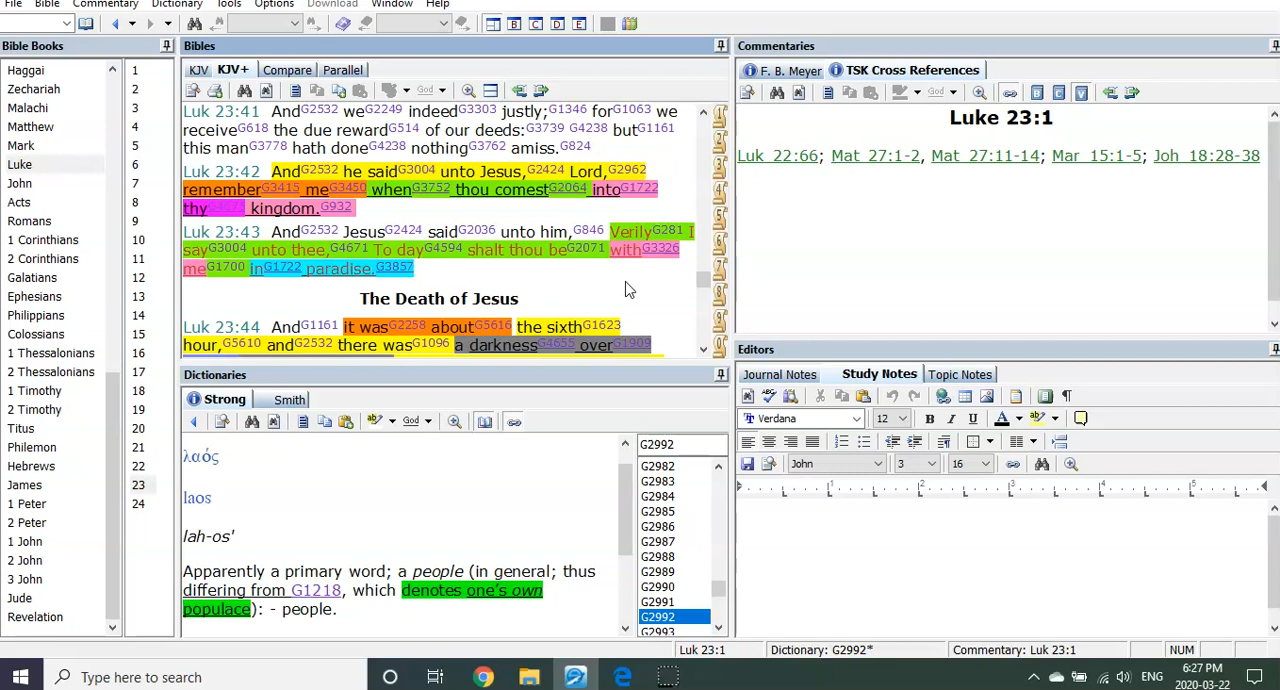 File Bible Commentary Dictionary Tools Options Download Window Help
B C D E
Bible Books
Haggai
Zechariah
Malachi
Matthew
Mark
Luke
John
Acts
Romans
1 Corinthians
2 Corinthians
Galatians
Ephesians
Philippians
Colossians
1 Thessalonians
2 Thessalonians
1 Timothy
2 Timothy
Titus
Philemon
Hebrews
James
1 Peter
2 Peter
1 John
2 John
3 John
Jude
Revelation
1
2
3
4
5
6
7
8
9
10
11
12
13
14
15
16
17
18
19
20
21
22
23
24
Bibles
KJV KJV+ Compare Parallel
God
Luk 23:41 And G2532 we G2249 indeed G3303 justly; G1346 for G1063 we
receive G618 the due reward G514 of our deeds: G3739 G4238 but G1161
this man G3778 hath done G4238 nothing G3762 amiss. G824
Luk 23:42 And G2532 he said G3004 unto Jesus, G2424 Lord, G2962
remember G3415 me G3450 when G3752 thou comest G2064 into G1722
thy kingdom. G932
Luk 23:43 And G2532 Jesus G2424 said G2036 unto him, G846 Verily G281 I
say G3004 unto thee, G4671 To day G4594 shalt thou be G2071 with G3326
me G1700 in G1722 paradise. G3857
The Death of Jesus
Luk 23:44 And G1161 it was G2258 about G5616 the sixth G1623
hour, G5610 and G2532 there was G1096 a darkness G4655 over G1909
Dictionaries
Strong Smith
God
λαός
laos
lah-os'
Apparently a primary word; a people (in general; thus
differing from G1218, which denotes one's own
populace): - people.
G2992
G2982
G2983
G2984
G2985
G2986
G2987
G2988
G2989
G2990
G2991
G2992
G2993
Commentaries
F. B. Meyer TSK Cross References
God B C V
Luke 23:1
Luk 22:66; Mat 27:1-2, Mat 27:11-14; Mar 15:1-5; Joh 18:28-38
Editors
Journal Notes Study Notes Topic Notes
Verdana 12 B I U A
John 3 16
1 2 3 4 5
Luk 23:1 Dictionary: G2992* Commentary: Luk 23:1 NUM
Type here to search
ENG
6:27 PM
2020-03-22